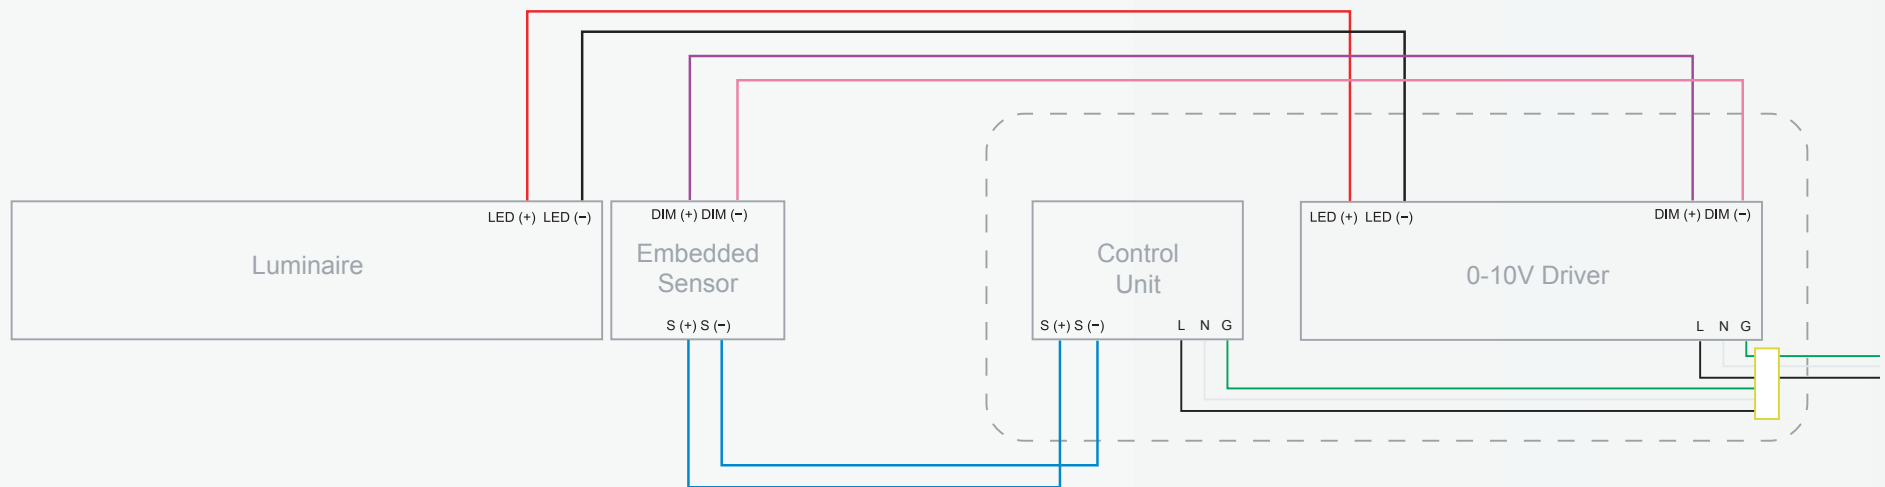 LED (+) LED (−)
Luminaire
DIM (+) DIM (−)
Embedded
Sensor
S (+) S (−)
Control
Unit
S (+) S (−) L N G
LED (+) LED (−) DIM (+) DIM (−)
0-10V Driver
L N G